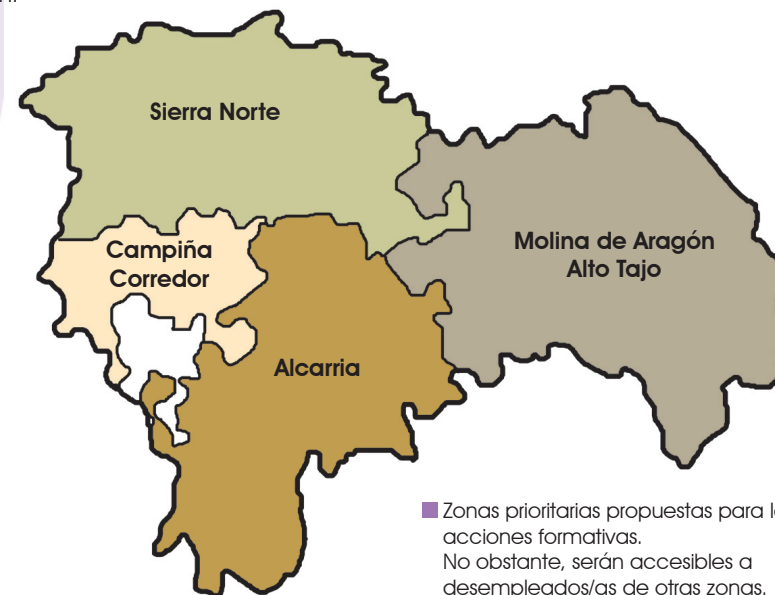 Sierra Norte
Molina de Aragón
Alto Tajo
Campiña
Corredor
Alcarria
Zonas prioritarias propuestas para
acciones formativas.
No obstante, serán accesibles a
desempleados/as de otras zonas.